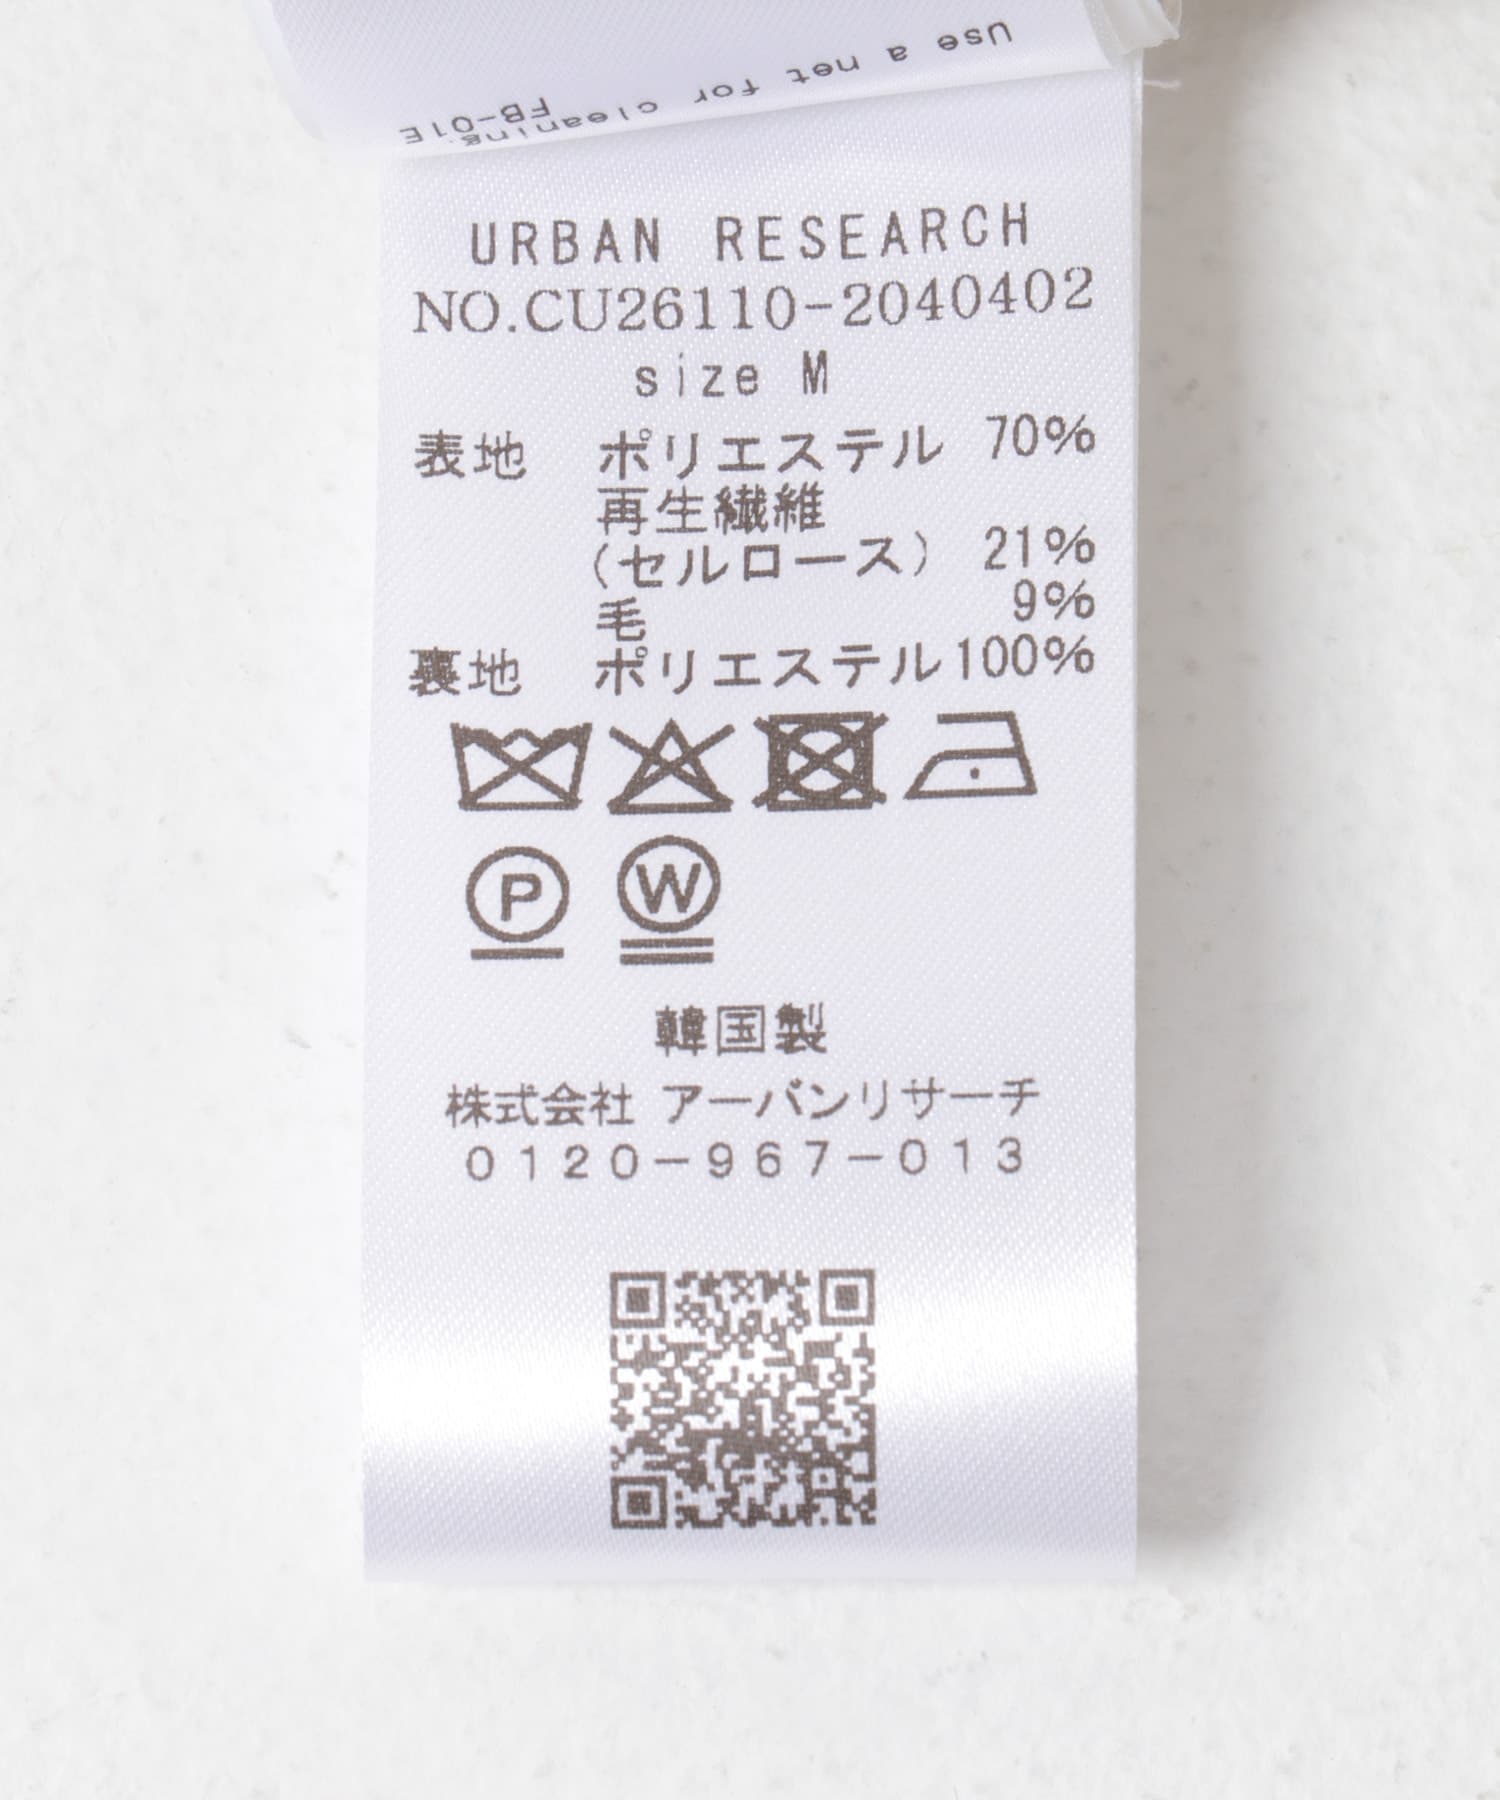 Use a net for cleaning.
FB-01E
URBAN RESEARCH
NO.CU26110-2040402
size M
表地 ポリエステル 70%
再生繊維
(セルロース) 21%
毛 9%
裏地 ポリエステル100%
P W
韓国製
株式会社 アーバンリサーチ
0120-967-013